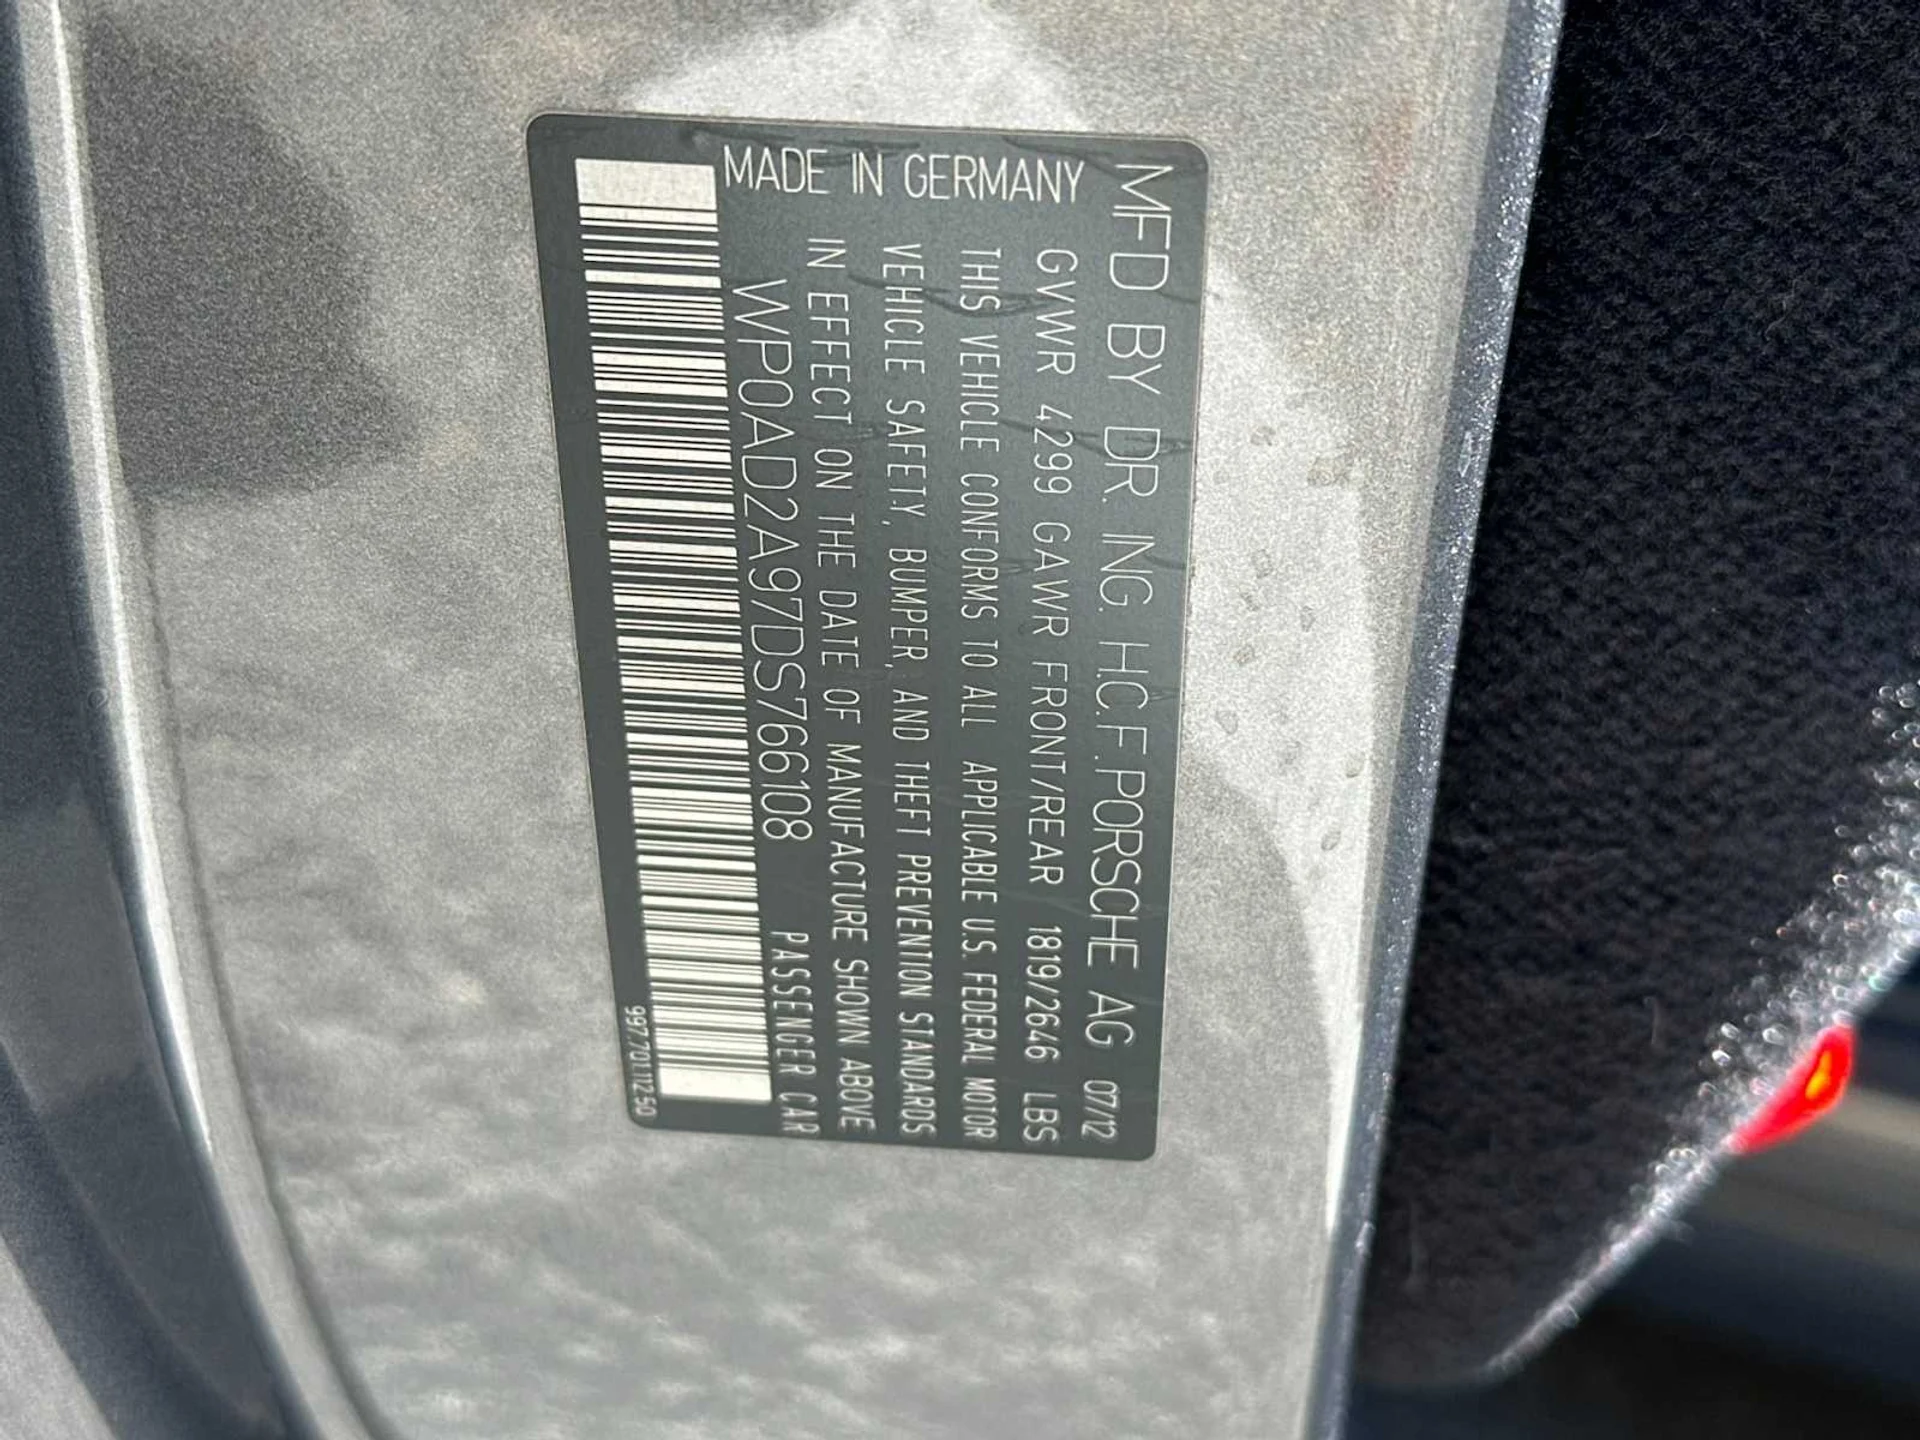 MFD BY DR. ING. H.C.F.PORSCHE AG 07/12
GVWR 4299 GAWR FRONT/REAR 1819/2646 LBS
THIS VEHICLE CONFORMS TO ALL APPLICABLE U.S. FEDERAL MOTOR
VEHICLE SAFETY, BUMPER, AND THEFT PREVENTION STANDARDS
IN EFFECT ON THE DATE OF MANUFACTURE SHOWN ABOVE
WP0AD2A97DS766108 PASSENGER CAR
MADE IN GERMANY
997.701.112.50